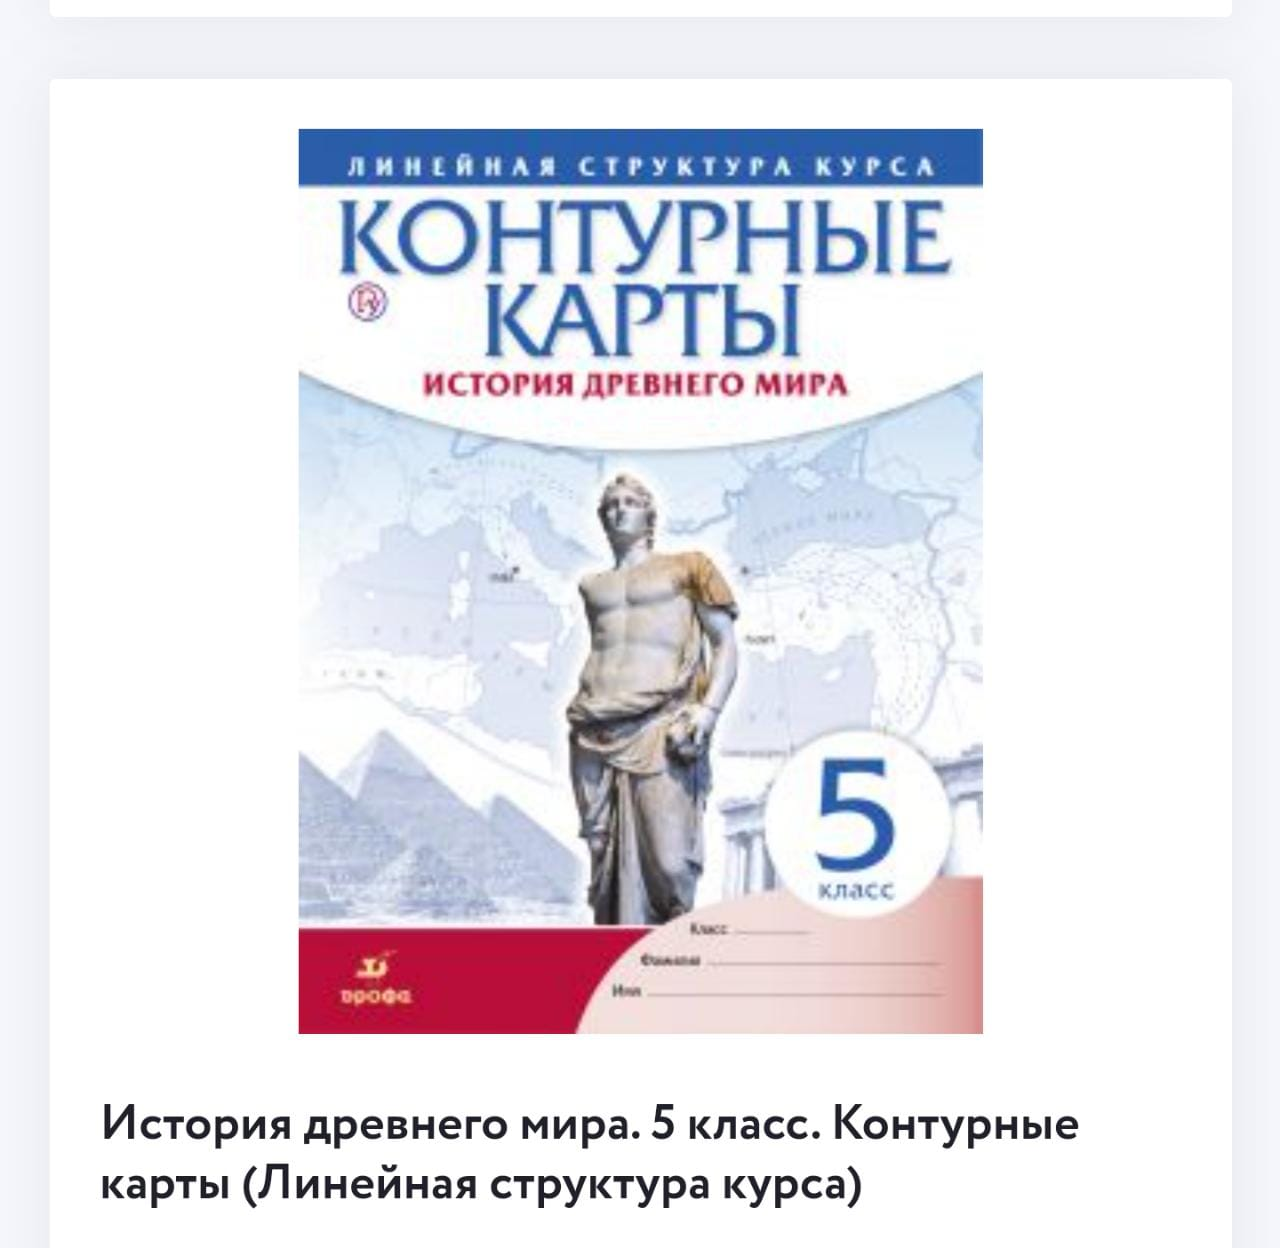 ЛИНЕЙНАЯ СТРУКТУРА КУРСА
КОНТУРНЫЕ
КАРТЫ
ИСТОРИЯ ДРЕВНЕГО МИРА
5
класс
Класс
Фамилия
Имя
дрофа
История древнего мира. 5 класс. Контурные
карты (Линейная структура курса)